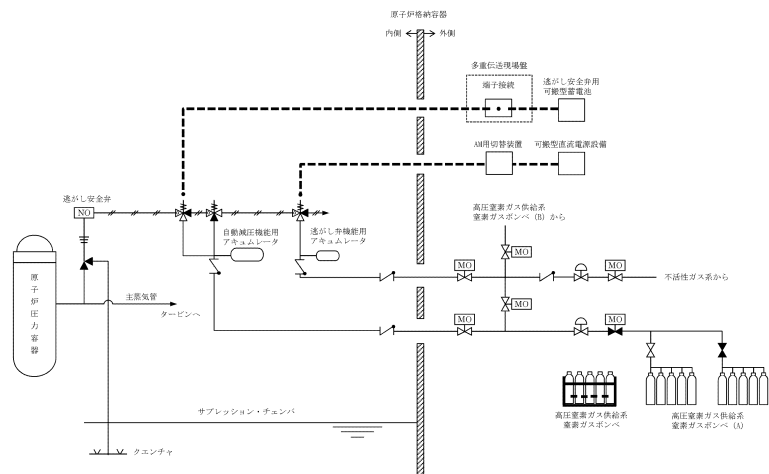 原子炉格納容器
内側
外側
多重伝送現場盤
端子接続
逃がし安全弁用
可搬型蓄電池
AM用切替装置
可搬型直流電源設備
逃がし安全弁
NO
高圧窒素ガス供給系
窒素ガスボンベ (B) から
自動減圧機能用
アキュムレータ
逃がし弁機能用
アキュムレータ
MO
MO
MO
不活性ガス系から
原子炉圧力容器
主蒸気管
タービンへ
MO
MO
MO
サプレッション・チェンバ
クエンチャ
高圧窒素ガス供給系
窒素ガスボンベ
高圧窒素ガス供給系
窒素ガスボンベ (A)